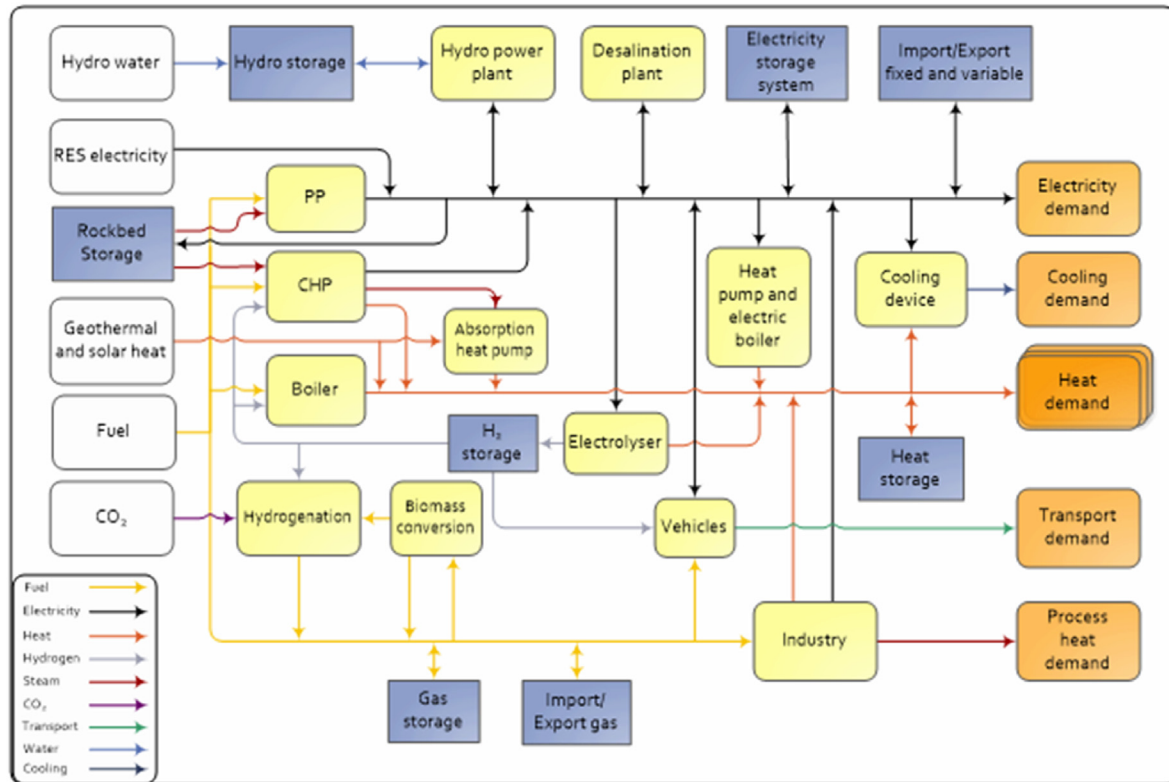 Hydro water
Hydro storage
Hydro power
plant
Desalination
plant
Electricity
storage
system
Import/Export
fixed and variable
RES electricity
PP
Electricity
demand
Rockbed
Storage
CHP
Heat
pump and
electric
boiler
Cooling
device
Cooling
demand
Geothermal
and solar heat
Absorption
heat pump
Boiler
Heat
demand
Fuel
H₂
storage
Electrolyser
Heat
storage
CO₂
Hydrogenation
Biomass
conversion
Vehicles
Transport
demand
Fuel
Electricity
Heat
Hydrogen
Steam
CO₂
Transport
Water
Cooling
Industry
Process
heat
demand
Gas
storage
Import/
Export gas